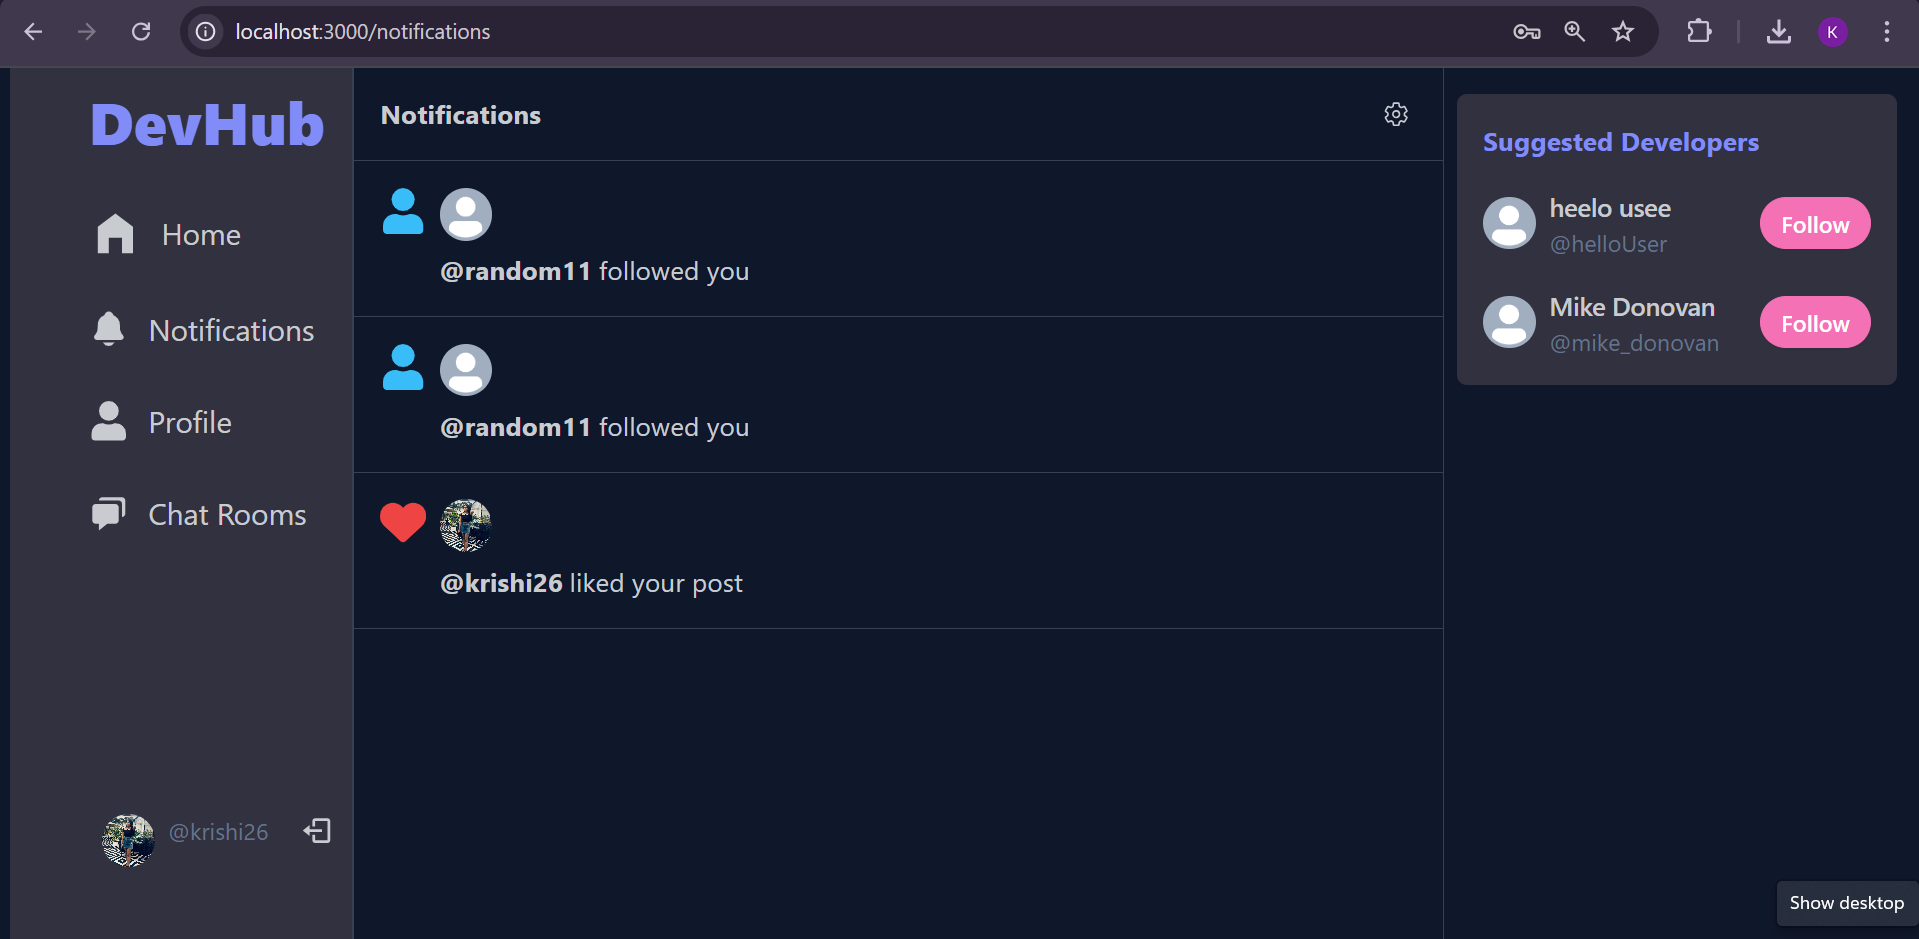 localhost:3000/notifications
K
DevHub
Home
Notifications
Profile
Chat Rooms
@krishi26
Notifications
@random11 followed you
@random11 followed you
@krishi26 liked your post
Suggested Developers
heelo usee
@helloUser
Follow
Mike Donovan
@mike_donovan
Follow
Show desktop